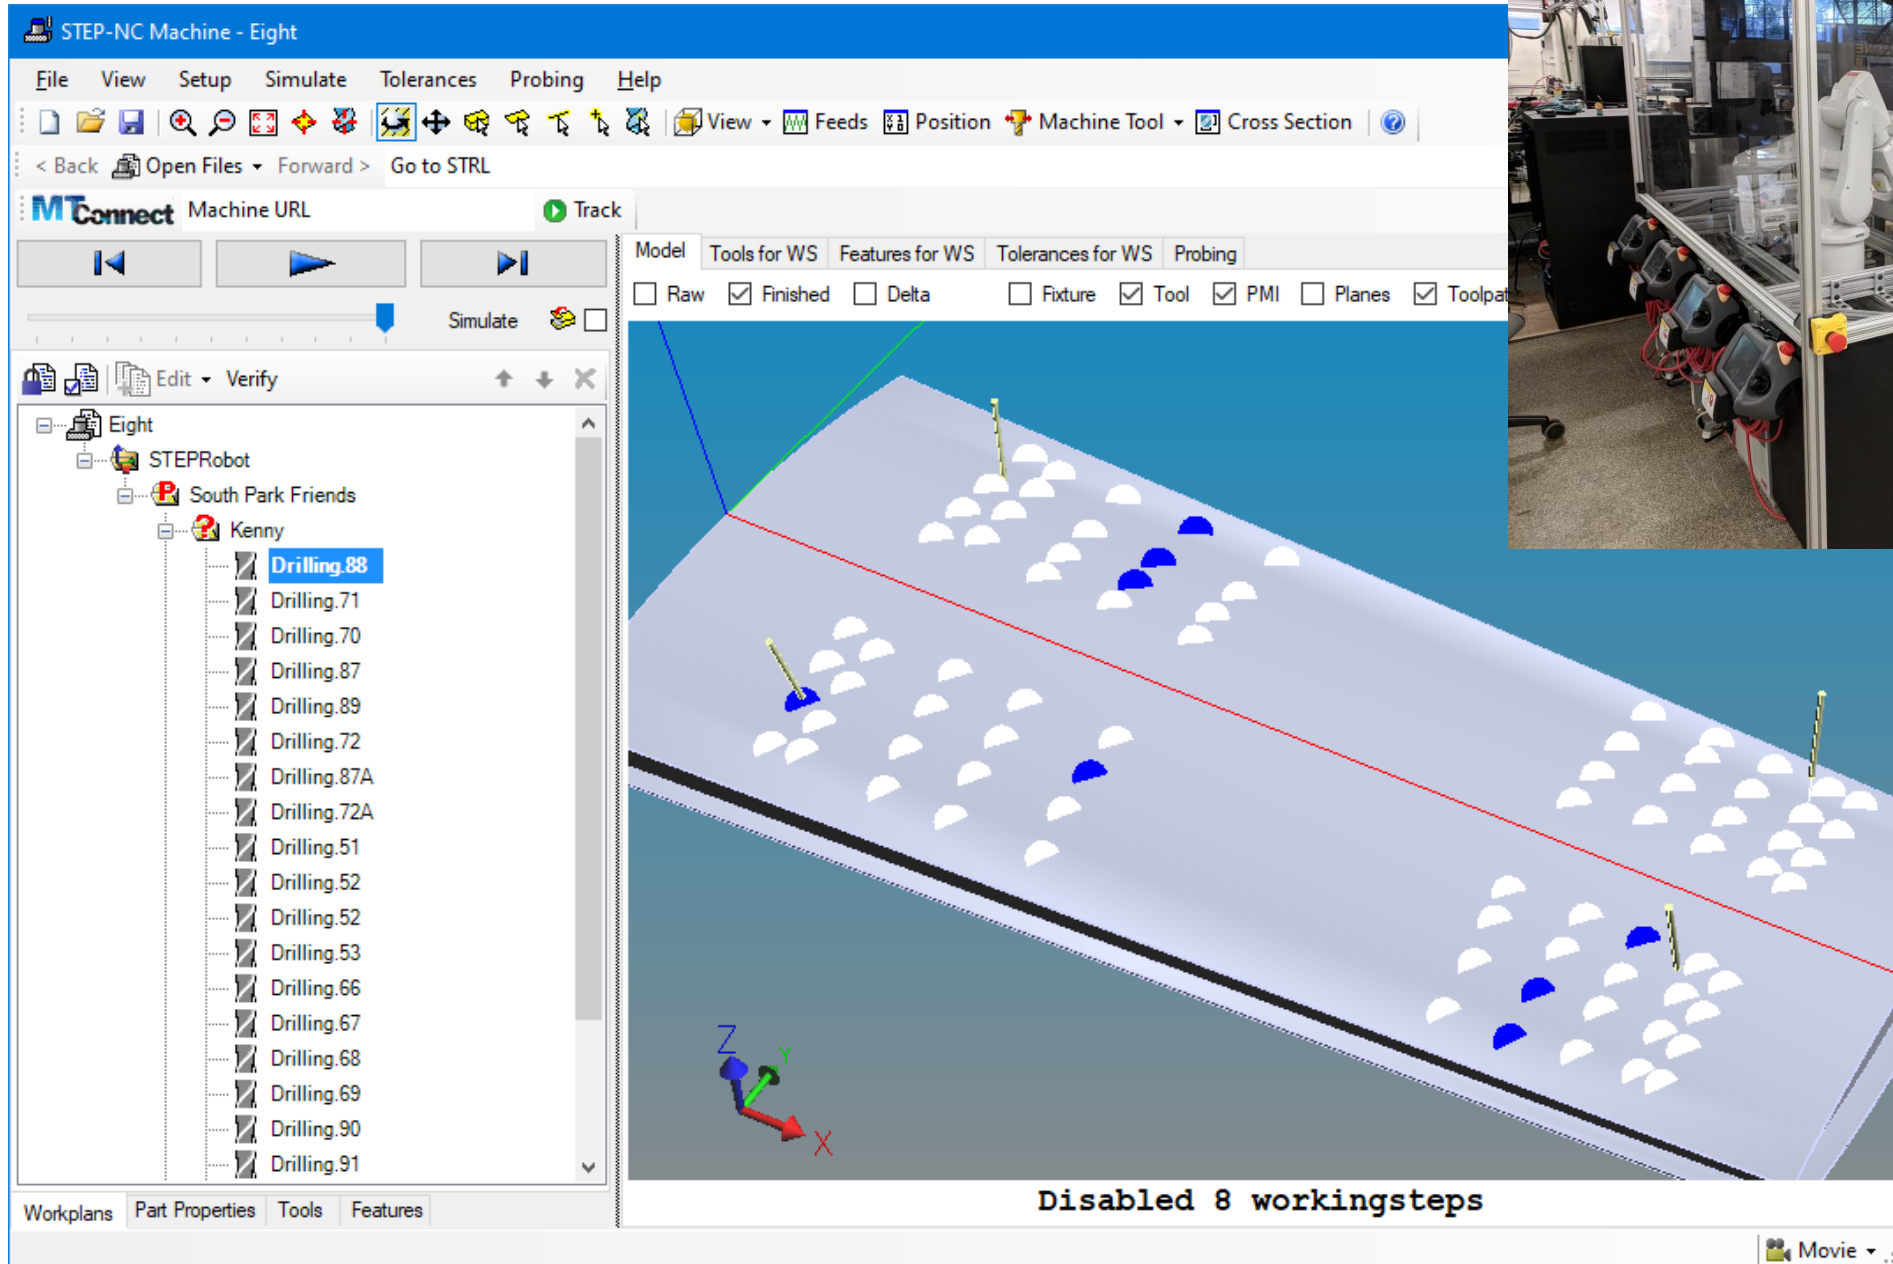 STEP-NC Machine - Eight
File View Setup Simulate Tolerances Probing Help
View Feeds Position Machine Tool Cross Section
< Back Open Files Forward > Go to STRL
MTConnect Machine URL Track
Model Tools for WS Features for WS Tolerances for WS Probing
Raw Finished Delta Fixture Tool PMI Planes Toolpat
Simulate
Edit Verify
Eight
STEPRobot
South Park Friends
Kenny
Drilling.88
Drilling.71
Drilling.70
Drilling.87
Drilling.89
Drilling.72
Drilling.87A
Drilling.72A
Drilling.51
Drilling.52
Drilling.52
Drilling.53
Drilling.66
Drilling.67
Drilling.68
Drilling.69
Drilling.90
Drilling.91
Z
Y
X
Disabled 8 workingsteps
Workplans Part Properties Tools Features
Movie